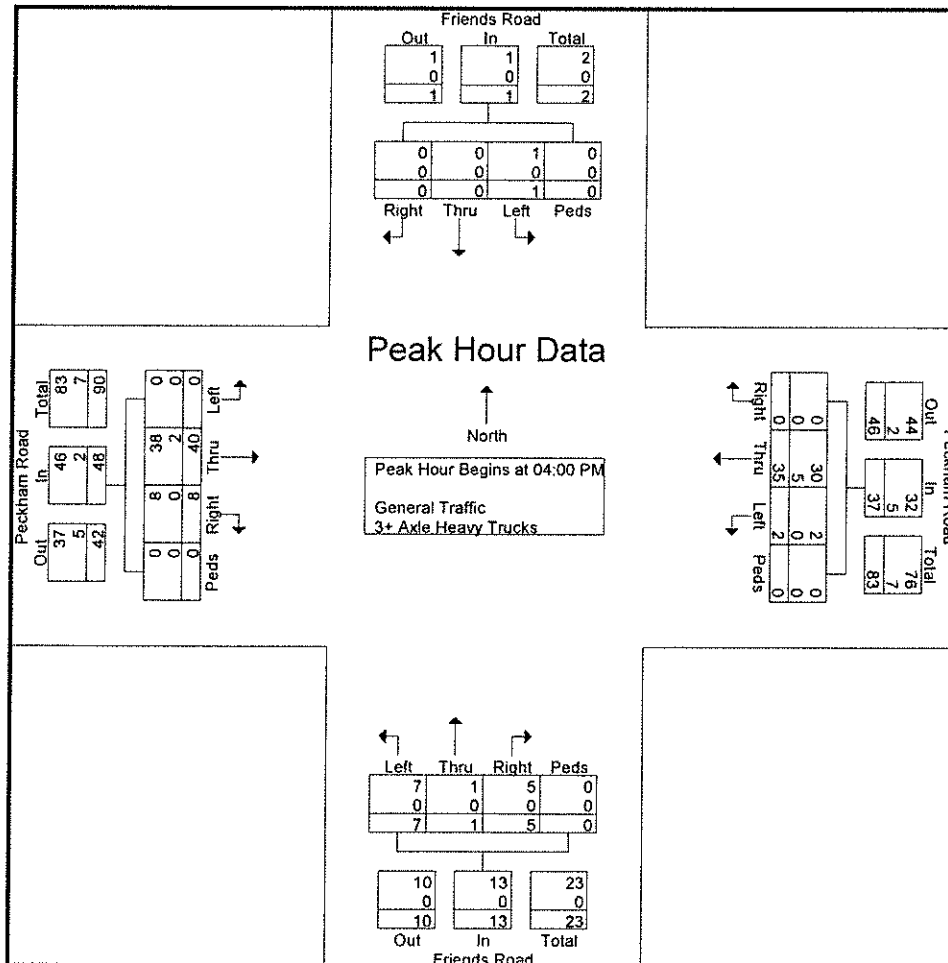 Friends Road
Out In Total
1 1 2
0 0 0
1 1 2
0 0 1 0
0 0 0 0
0 0 1 0
Right Thru Left Peds
Peak Hour Data
North
Peak Hour Begins at 04:00 PM
General Traffic
3+ Axle Heavy Trucks
Peckham Road
Out In Total
37 46 83
5 2 7
42 48 90
Left Thru Right Peds
0 38 8 0
0 2 0 0
0 40 8 0
Out In Total
44 32 76
2 5 7
46 37 83
Right Thru Left Peds
0 30 2 0
0 5 0 0
0 35 2 0
Left Thru Right Peds
7 1 5 0
0 0 0 0
7 1 5 0
10 13 23
0 0 0
10 13 23
Out In Total
Friends Road